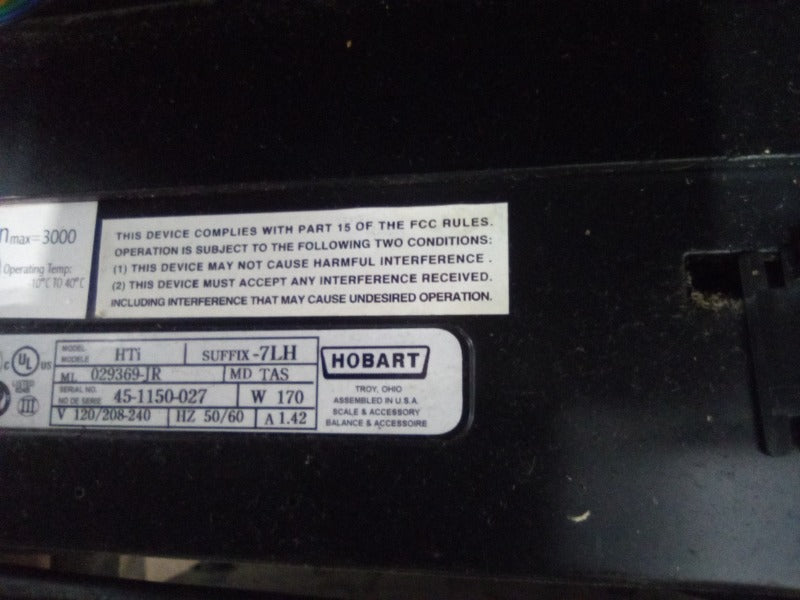 max=3000
Operating Temp:
-10°C TO 40°C
THIS DEVICE COMPLIES WITH PART 15 OF THE FCC RULES.
OPERATION IS SUBJECT TO THE FOLLOWING TWO CONDITIONS:
(1) THIS DEVICE MAY NOT CAUSE HARMFUL INTERFERENCE .
(2) THIS DEVICE MUST ACCEPT ANY INTERFERENCE RECEIVED.
INCLUDING INTERFERENCE THAT MAY CAUSE UNDESIRED OPERATION.
C UL US
LISTED
III
MODEL
MODELE HTi SUFFIX -7LH
ML 029369-JR MD TAS
SERIAL NO.
NO DE SERIE 45-1150-027 W 170
V 120/208-240 HZ 50/60 A 1.42
HOBART
TROY, OHIO
ASSEMBLED IN U.S.A.
SCALE & ACCESSORY
BALANCE & ACCESSOIRE